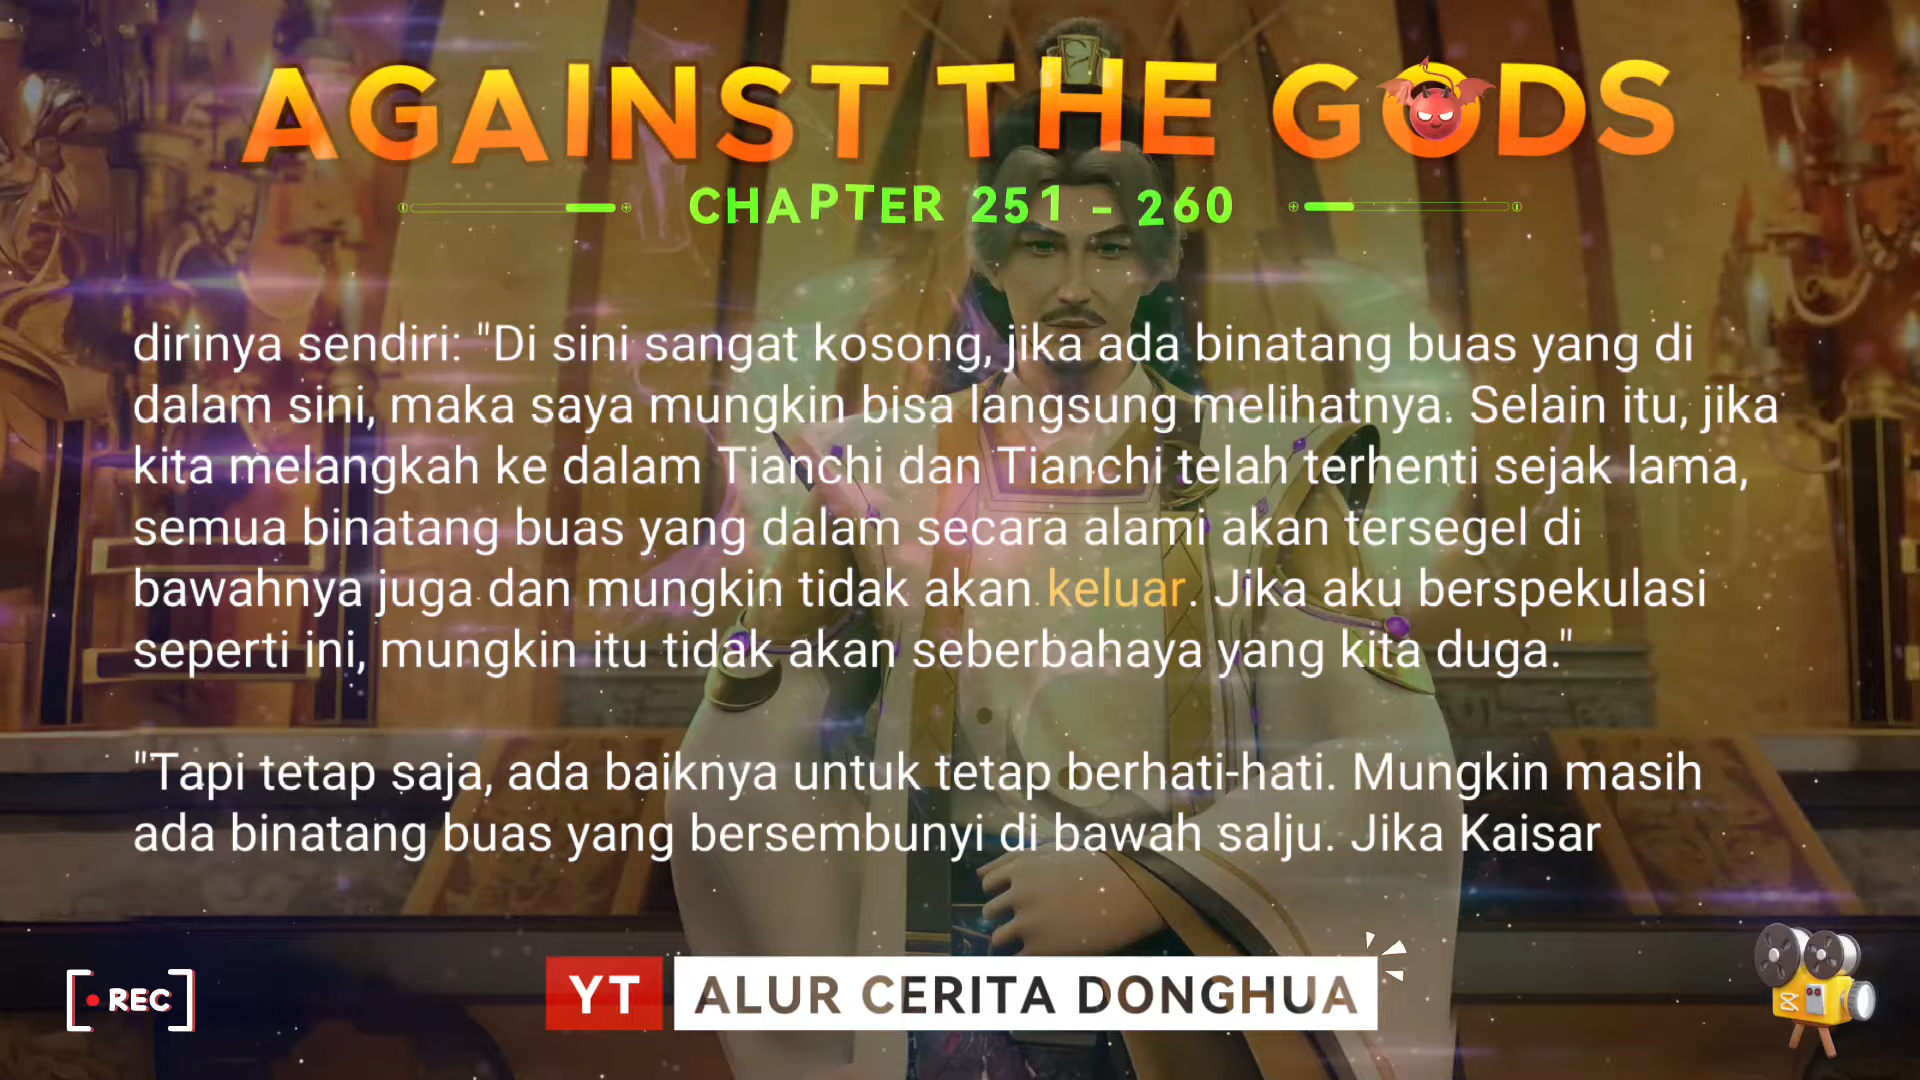 AGAINST THE GODS
CHAPTER 251 - 260
dirinya sendiri: "Di sini sangat kosong, jika ada binatang buas yang di
dalam sini, maka saya mungkin bisa langsung melihatnya. Selain itu, jika
kita melangkah ke dalam Tianchi dan Tianchi telah terhenti sejak lama,
semua binatang buas yang dalam secara alami akan tersegel di
bawahnya juga dan mungkin tidak akan keluar. Jika aku berspekulasi
seperti ini, mungkin itu tidak akan seberbahaya yang kita duga."
"Tapi tetap saja, ada baiknya untuk tetap berhati-hati. Mungkin masih
ada binatang buas yang bersembunyi di bawah salju. Jika Kaisar
REC
YT ALUR CERITA DONGHUA